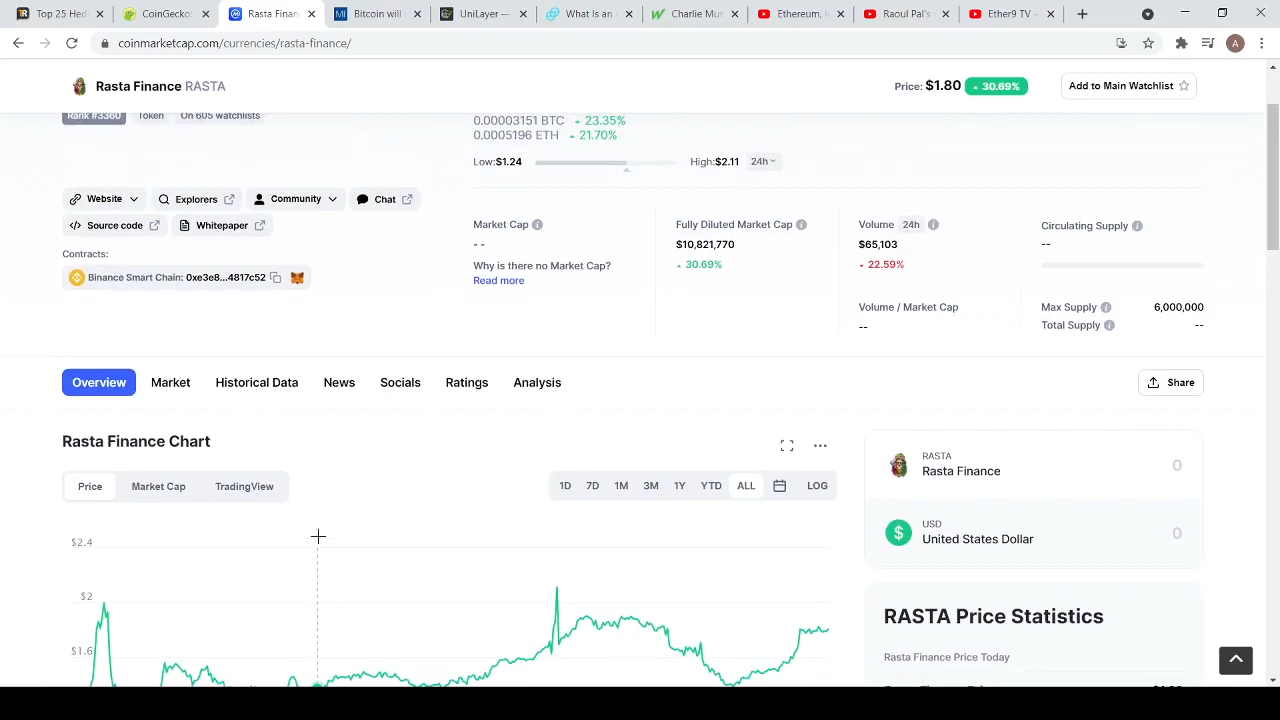 Top 25 Hed
CoinGecko:
Rasta Finan
Bitcoin will
UniLayer —
What Is an
Charlie Mun
Ethereum, I
Raoul Pal's
Ether9 TV -
coinmarketcap.com/currencies/rasta-finance/
A
Rasta Finance RASTA
Price: $1.80 30.69%
Add to Main Watchlist
Rank #3360 Token On 605 watchlists
0.00003151 BTC 23.35%
0.0005196 ETH 21.70%
Low:$1.24 High:$2.11 24h
Website Explorers Community Chat
Source code Whitepaper
Contracts:
Binance Smart Chain: 0xe3e8...4817c52
Market Cap
- -
Why is there no Market Cap?
Read more
Fully Diluted Market Cap
$10,821,770
30.69%
Volume 24h
$65,103
22.59%
Volume / Market Cap
--
Circulating Supply
--
Max Supply 6,000,000
Total Supply --
Overview Market Historical Data News Socials Ratings Analysis
Share
Rasta Finance Chart
Price Market Cap TradingView
1D 7D 1M 3M 1Y YTD ALL LOG
$2.4
$2
$1.6
RASTA
Rasta Finance 0
USD
United States Dollar 0
RASTA Price Statistics
Rasta Finance Price Today